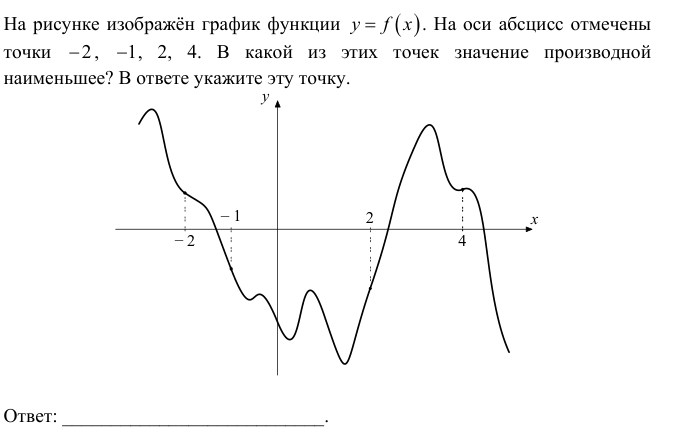 На рисунке изображён график функции y = f(x). На оси абсцисс отмечены
точки −2, −1, 2, 4. В какой из этих точек значение производной
наименьшее? В ответе укажите эту точку.
y
−1
2
x
−2
4
Ответ: ___________________________.